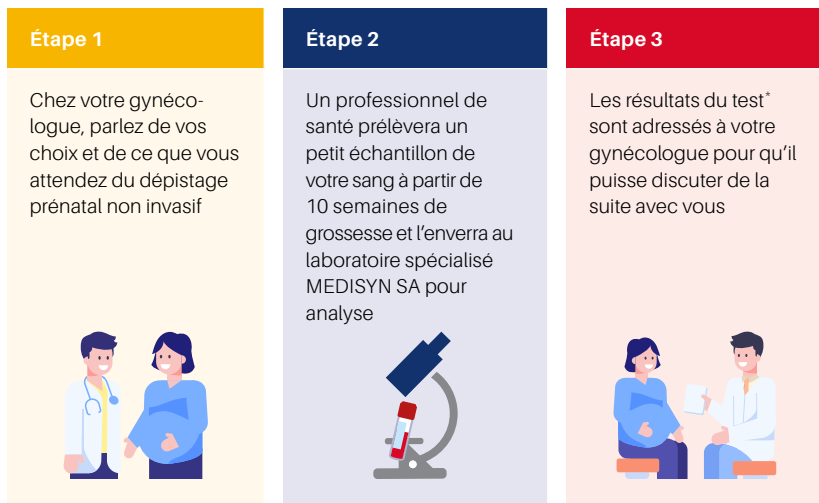 Étape 1
Chez votre gynéco-
logue, parlez de vos
choix et de ce que vous
attendez du dépistage
prénatal non invasif
Étape 2
Un professionnel de
santé prélèvera un
petit échantillon de
votre sang à partir de
10 semaines de
grossesse et l’enverra au
laboratoire spécialisé
MEDISYN SA pour
analyse
Étape 3
Les résultats du test*
sont adressés à votre
gynécologue pour qu’il
puisse discuter de la
suite avec vous